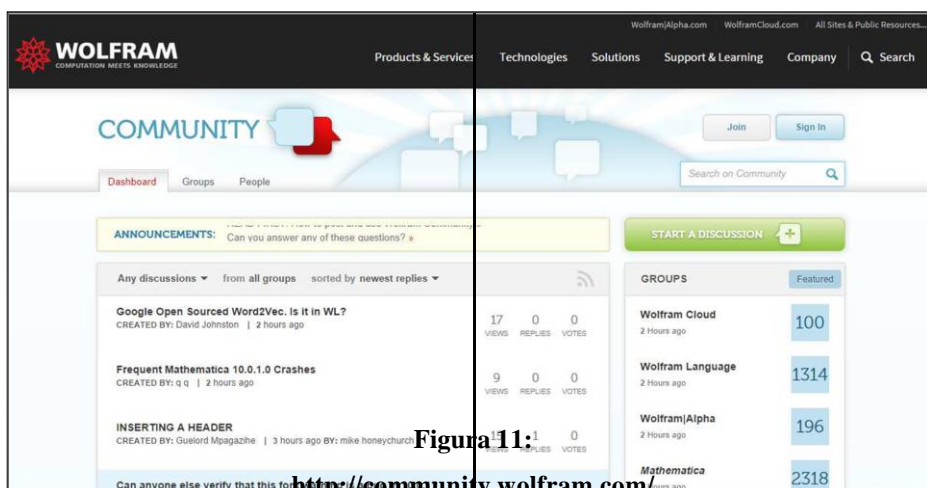 Wolfram|Alpha.com WolframCloud.com All Sites & Public Resources...
WOLFRAM
COMPUTATION MEETS KNOWLEDGE
Products & Services Technologies Solutions Support & Learning Company Search
COMMUNITY
Join Sign In
Dashboard Groups People
Search on Community
ANNOUNCEMENTS:
Can you answer any of these questions? »
START A DISCUSSION
Any discussions from all groups sorted by newest replies
GROUPS Featured
Google Open Sourced Word2Vec. Is it in WL?
CREATED BY: David Johnston | 2 hours ago
17 0 0
VIEWS REPLIES VOTES
Wolfram Cloud
2 Hours ago
100
Frequent Mathematica 10.0.1.0 Crashes
CREATED BY: q q | 2 hours ago
9 0 0
VIEWS REPLIES VOTES
Wolfram Language
2 Hours ago
1314
INSERTING A HEADER
CREATED BY: Guelord Mpagazihe | 3 hours ago BY: mike honeychurch
15 1 0
VIEWS REPLIES VOTES
Wolfram|Alpha
2 Hours ago
196
Figura 11:
http://community.wolfram.com/
Can anyone else verify that this
Mathematica
2 Hours ago
2318